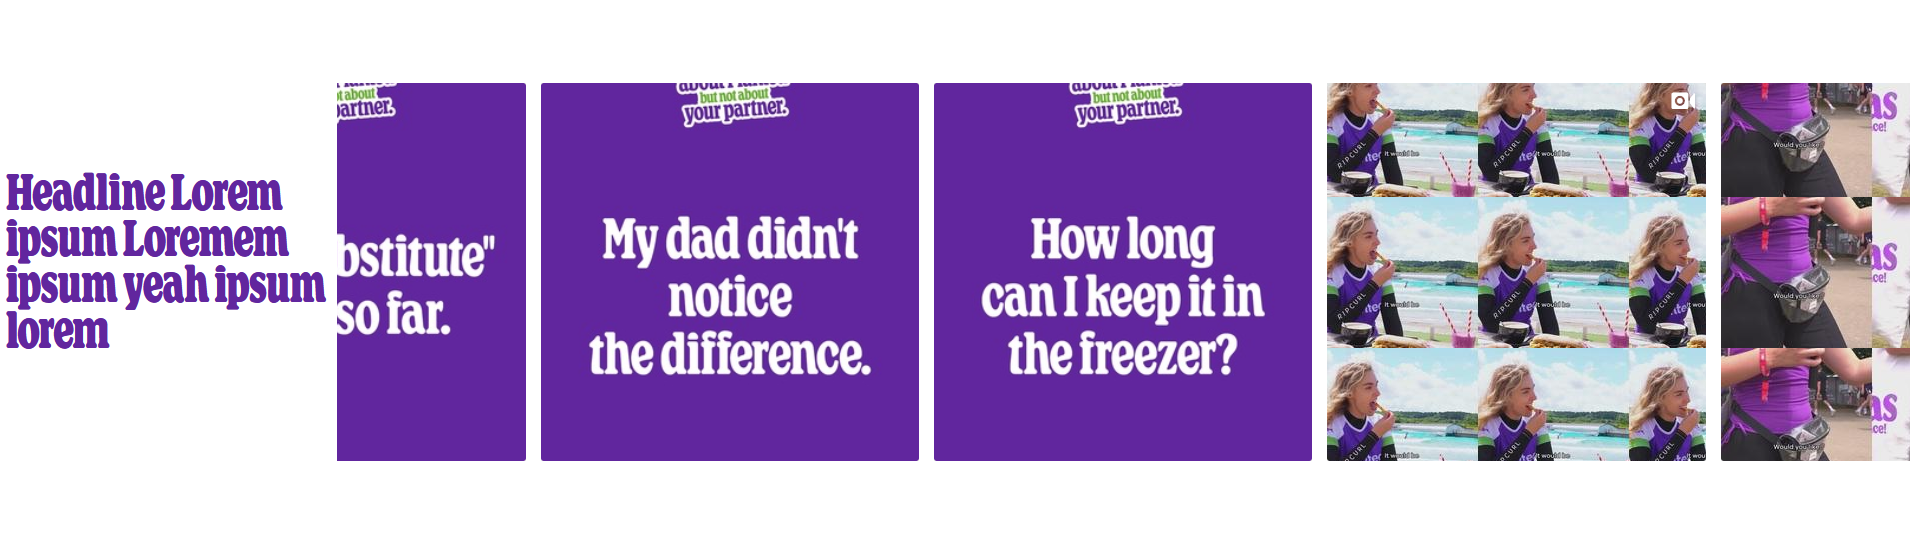 Headline Lorem
ipsum Loremem
ipsum yeah ipsum
lorem
but not about
your partner.
bstitute"
so far.
but not about
your partner.
My dad didn't
notice
the difference.
but not about
your partner.
How long
can I keep it in
the freezer?
RIPCURL
It would be
RIPCURL
It would be
RIPCURL
It wou
RIPCURL
It would be
RIPCURL
It would be
RIPCURL
It wou
RIPCURL
It would be
RIPCURL
It would be
RIPCURL
It wou
Would you like
as
ce!
Would you like
as
ce!
Would you like
as
ce!